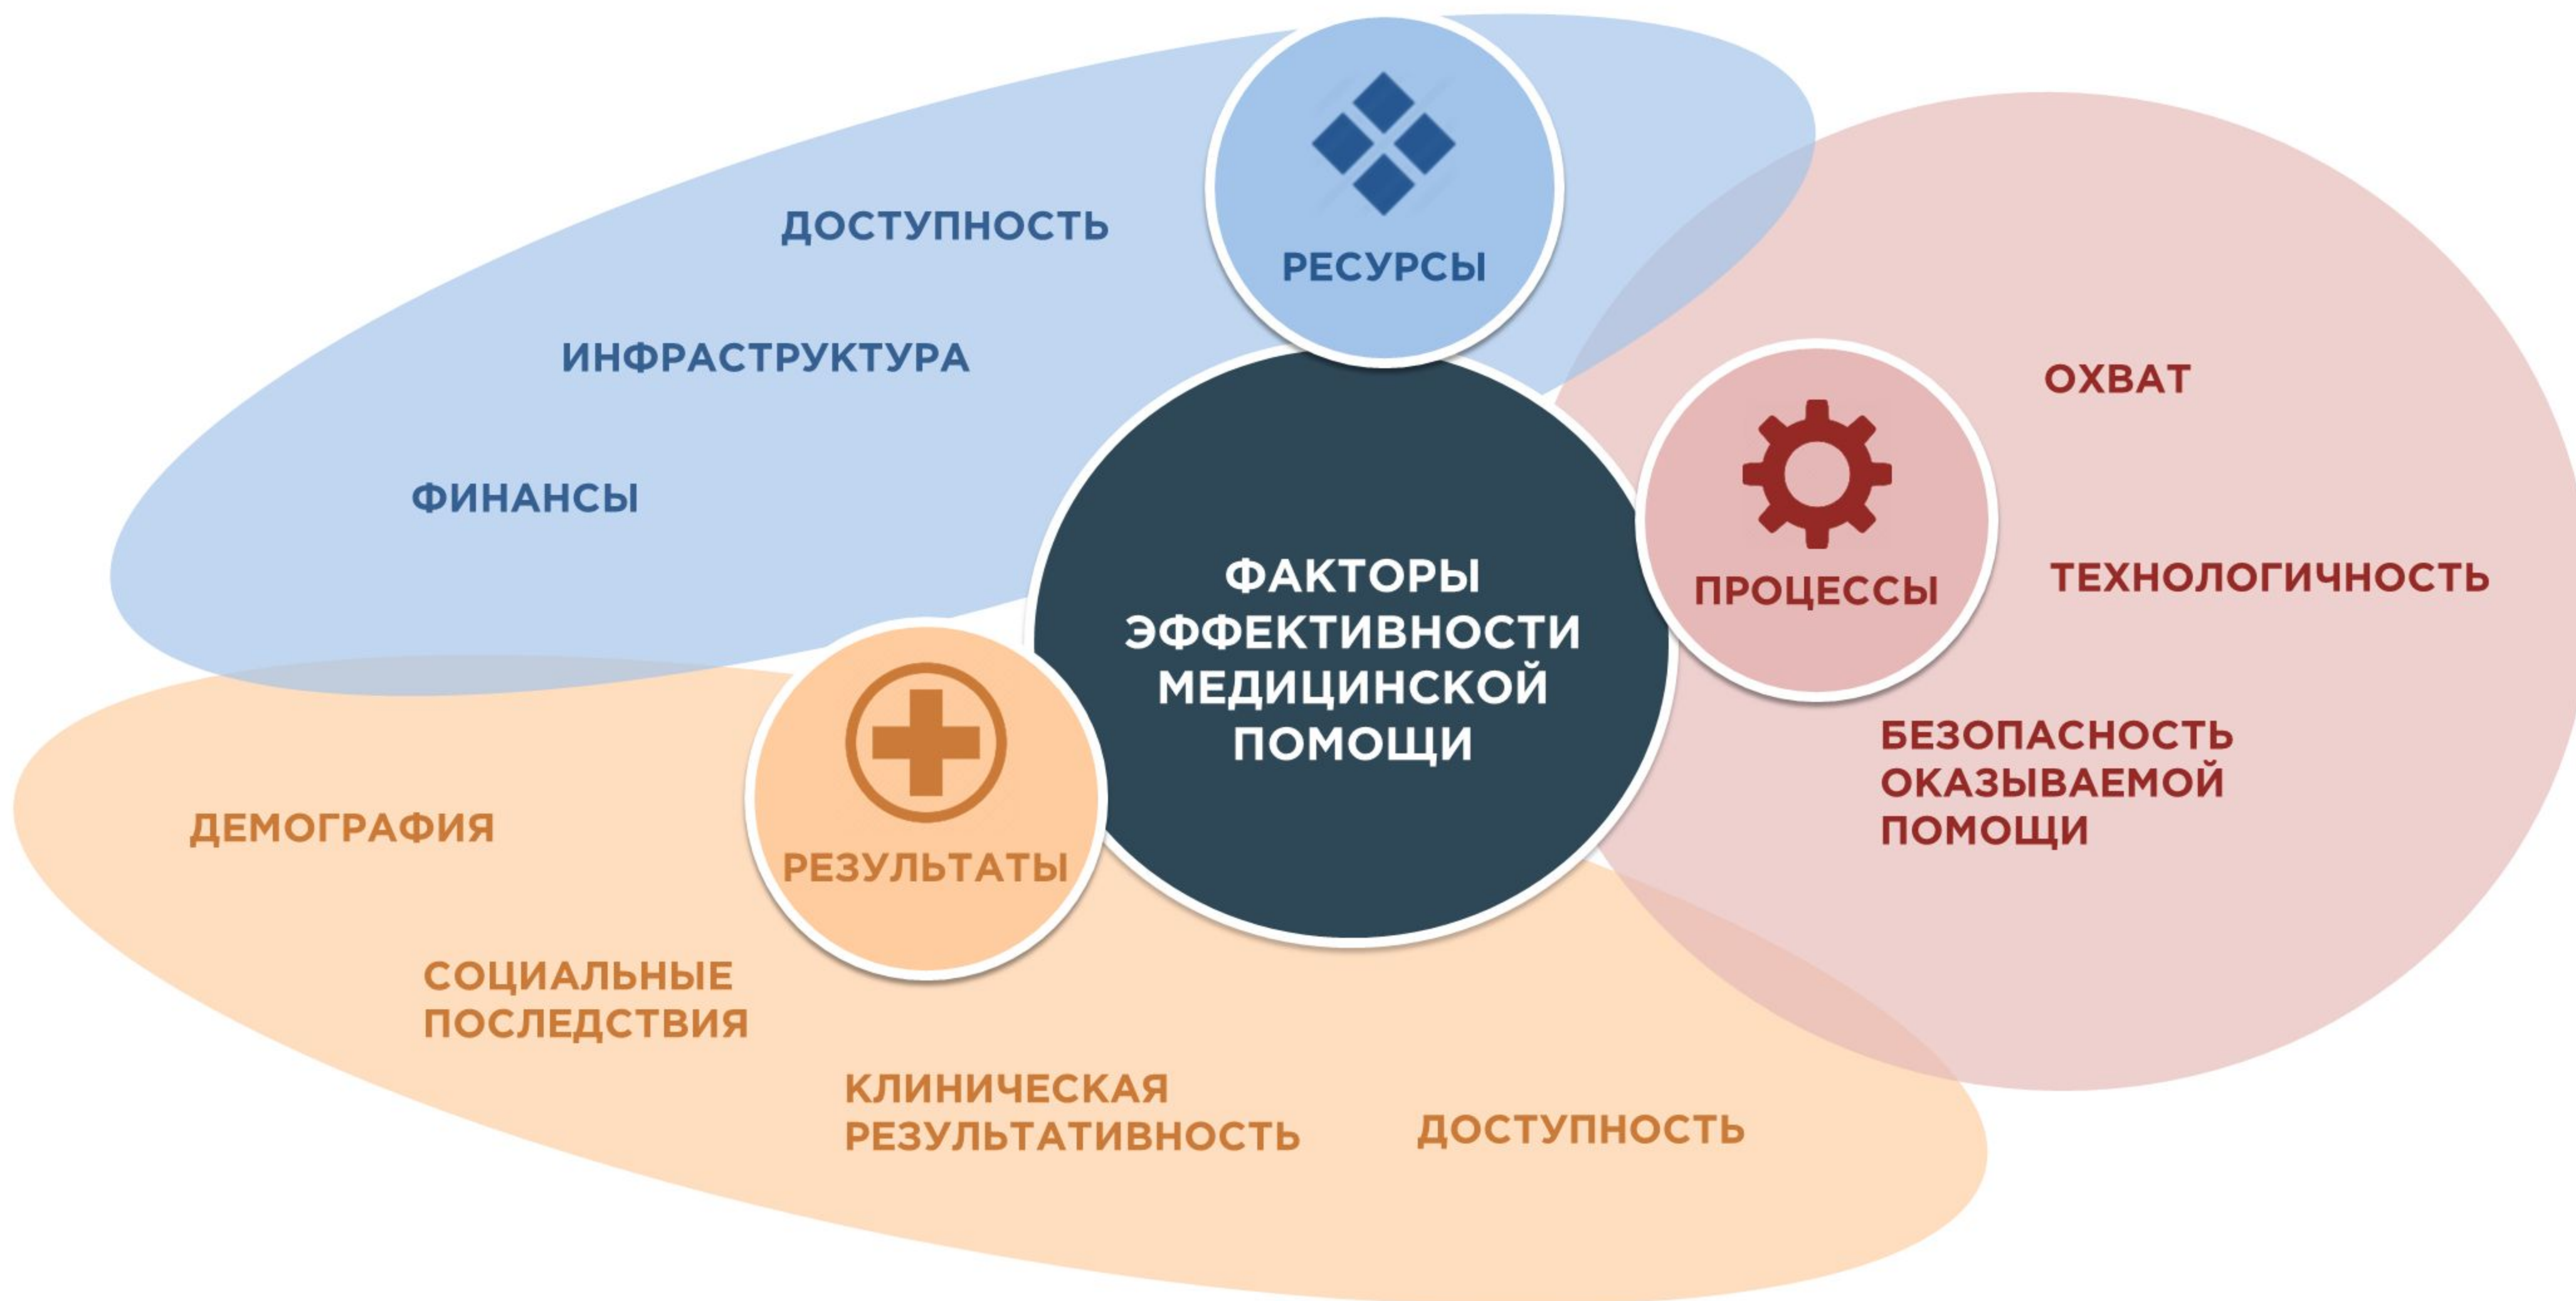 РЕСУРСЫ
ДОСТУПНОСТЬ
ИНФРАСТРУКТУРА
ФИНАНСЫ
ФАКТОРЫ
ЭФФЕКТИВНОСТИ
МЕДИЦИНСКОЙ
ПОМОЩИ
ПРОЦЕССЫ
ОХВАТ
ТЕХНОЛОГИЧНОСТЬ
БЕЗОПАСНОСТЬ
ОКАЗЫВАЕМОЙ
ПОМОЩИ
РЕЗУЛЬТАТЫ
ДЕМОГРАФИЯ
СОЦИАЛЬНЫЕ
ПОСЛЕДСТВИЯ
КЛИНИЧЕСКАЯ
РЕЗУЛЬТАТИВНОСТЬ
ДОСТУПНОСТЬ